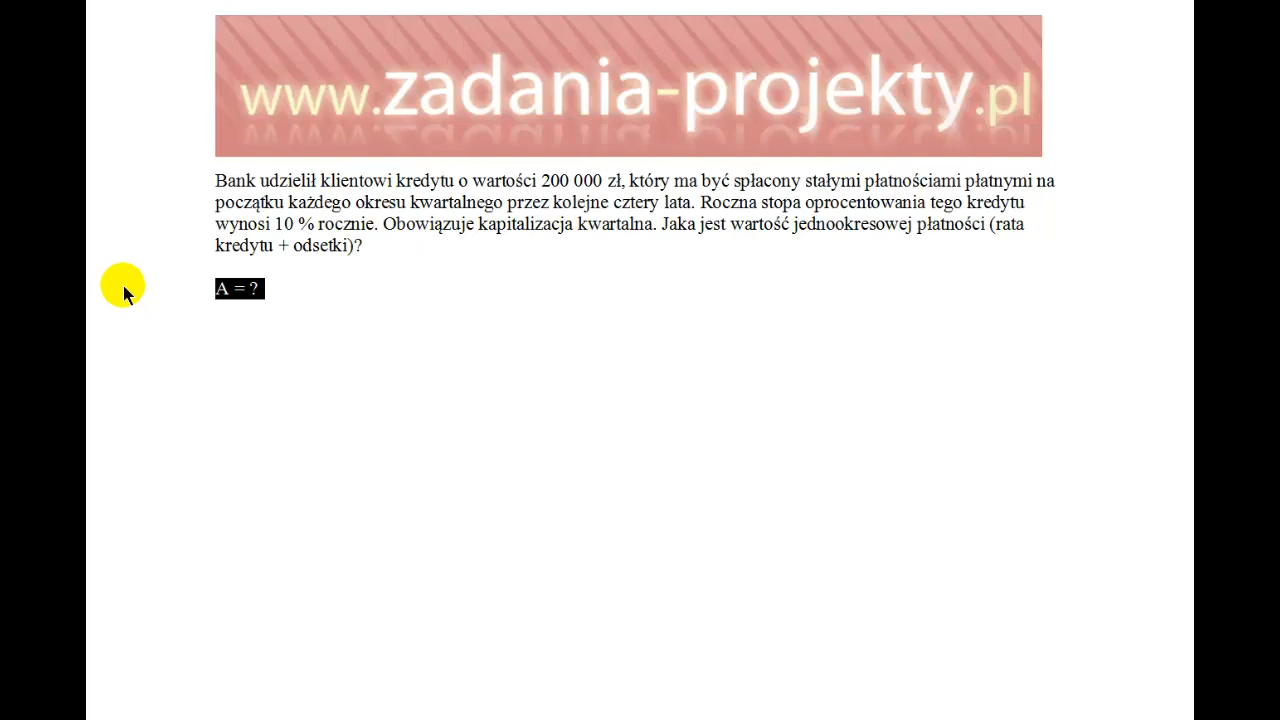 www.zadania-projekty.pl
Bank udzielił klientowi kredytu o wartości 200 000 zł, który ma być spłacony stałymi płatnościami płatnymi na
początku każdego okresu kwartalnego przez kolejne cztery lata. Roczna stopa oprocentowania tego kredytu
wynosi 10 % rocznie. Obowiązuje kapitalizacja kwartalna. Jaka jest wartość jednookresowej płatności (rata
kredytu + odsetki)?
A = ?